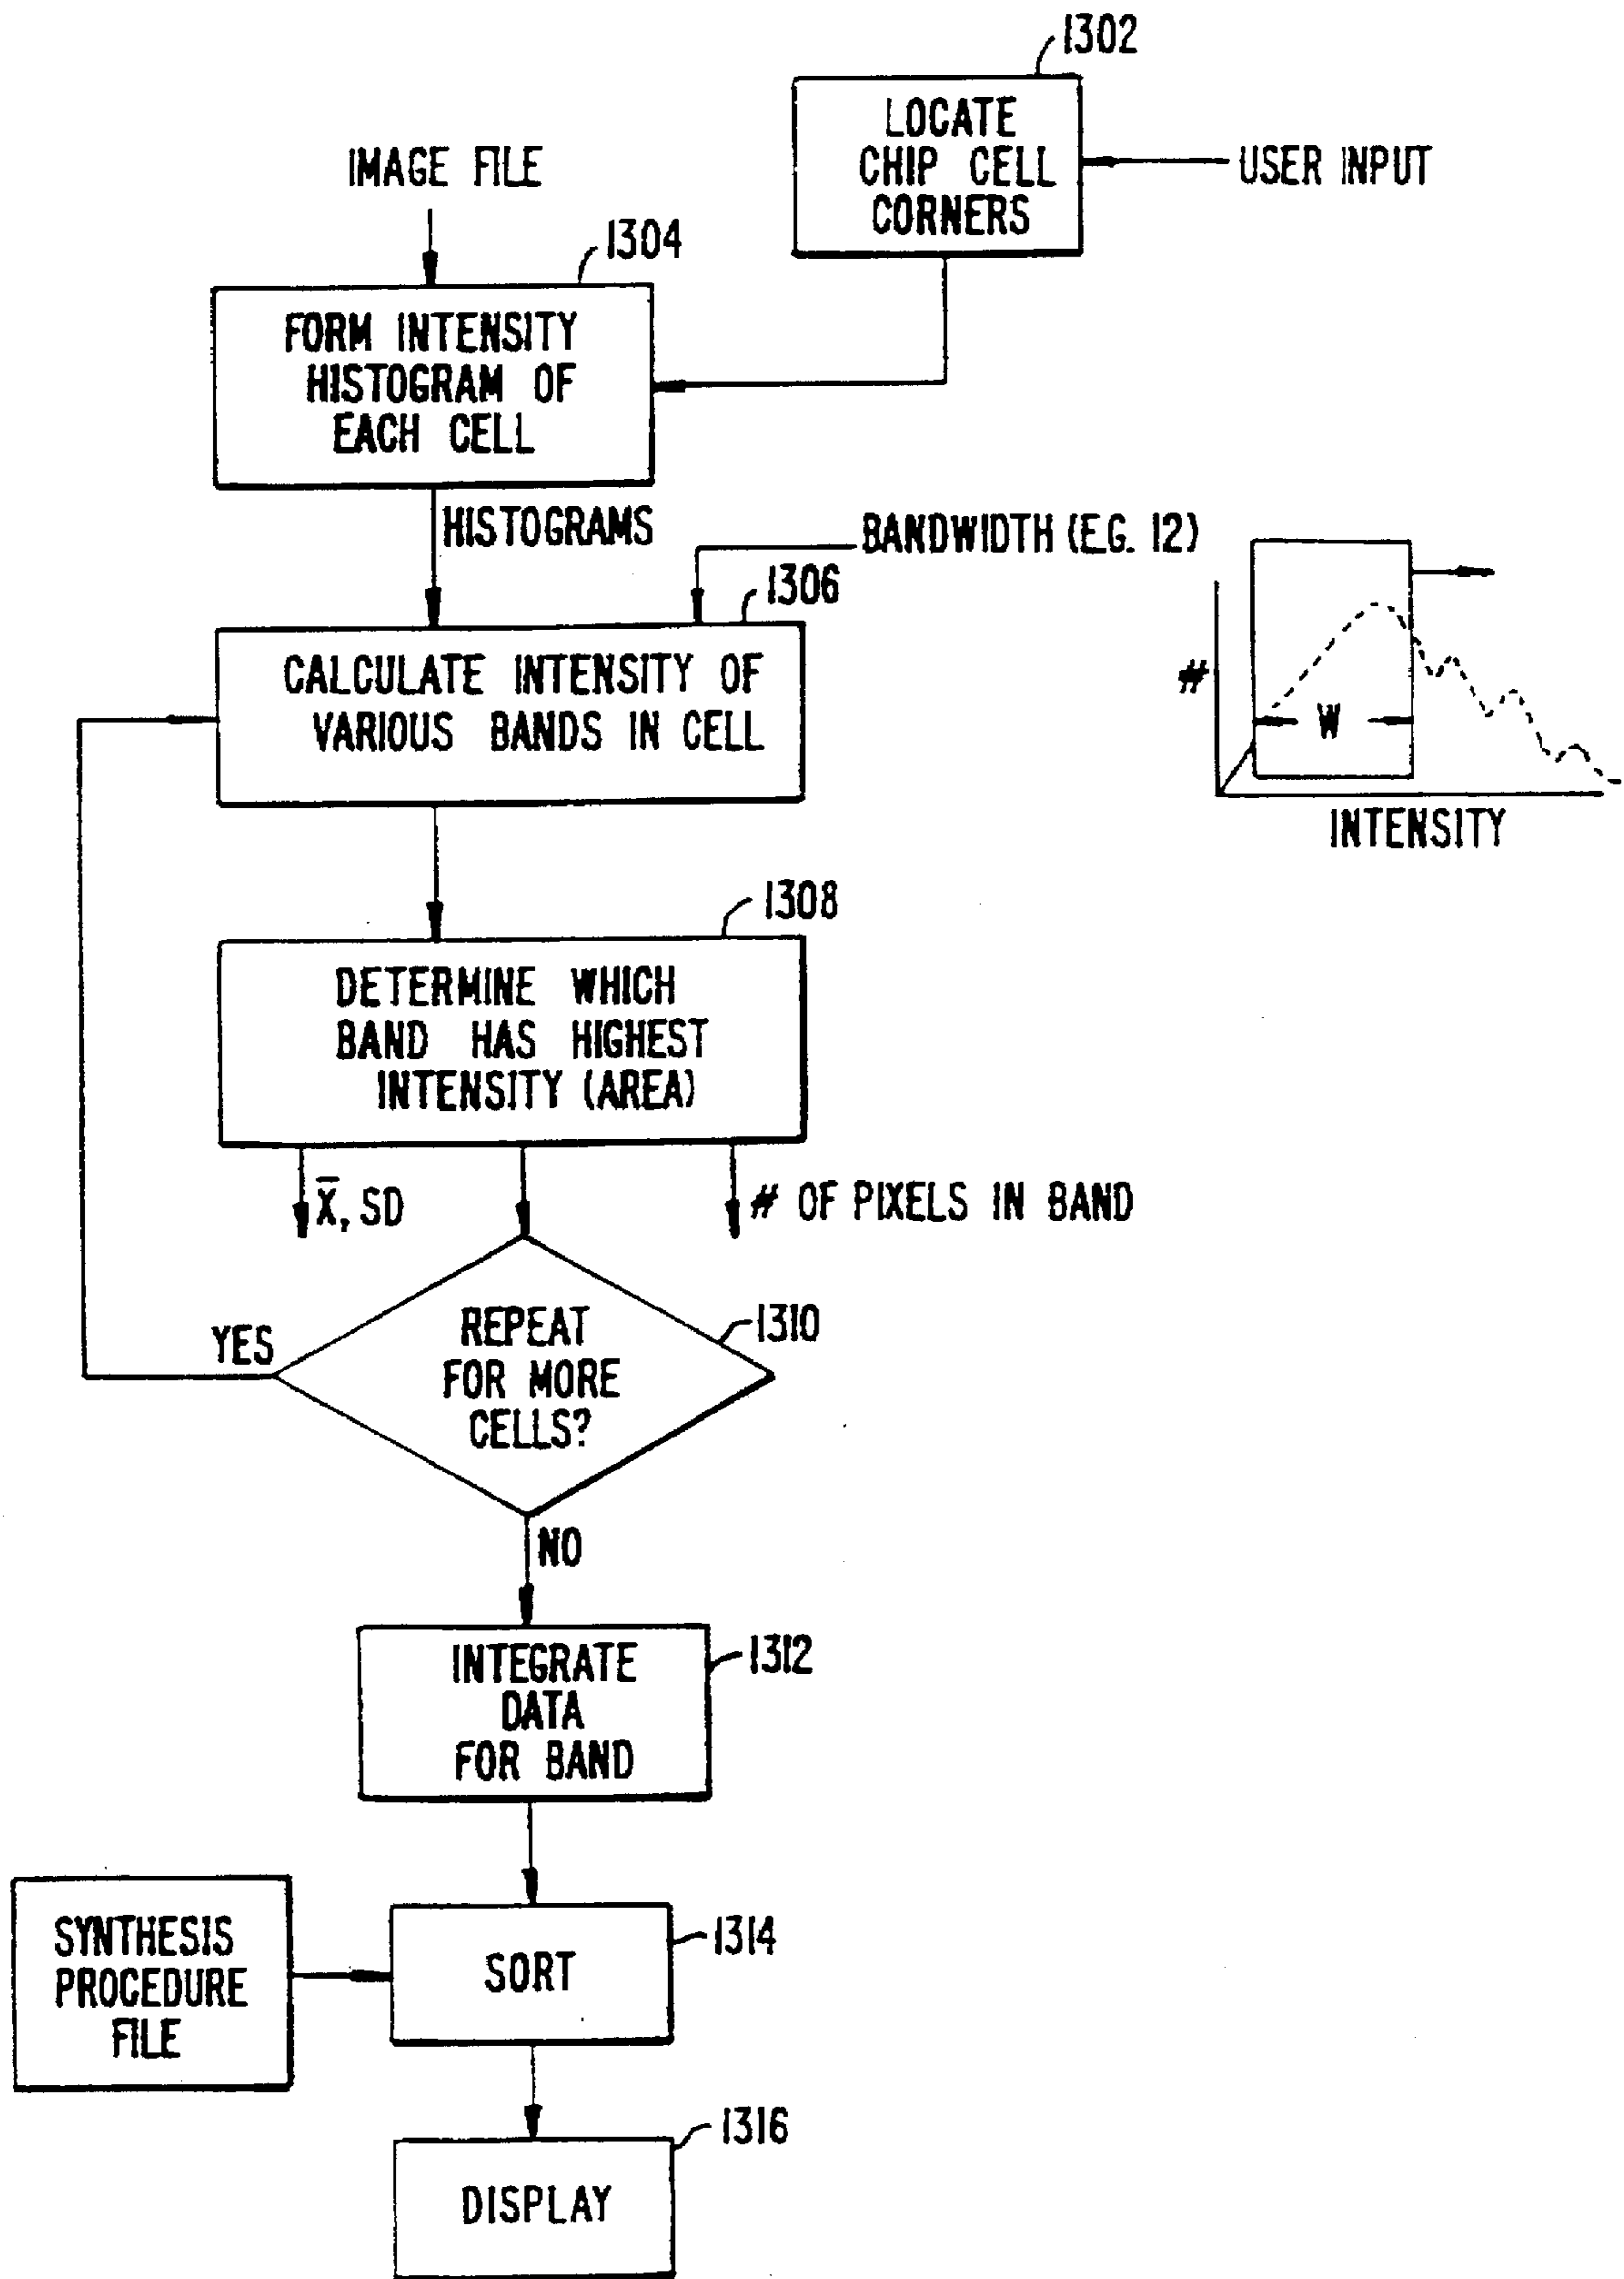 1302
LOCATE
CHIP CELL
CORNERS
USER INPUT
IMAGE FILE
1304
FORM INTENSITY
HISTOGRAM OF
EACH CELL
HISTOGRAMS
BANDWIDTH (E.G. 12)
1306
CALCULATE INTENSITY OF
VARIOUS BANDS IN CELL
#
W
INTENSITY
1308
DETERMINE WHICH
BAND HAS HIGHEST
INTENSITY (AREA)
X̄, SD
# OF PIXELS IN BAND
1310
REPEAT
FOR MORE
CELLS?
YES
NO
1312
INTEGRATE
DATA
FOR BAND
SYNTHESIS
PROCEDURE
FILE
1314
SORT
1316
DISPLAY